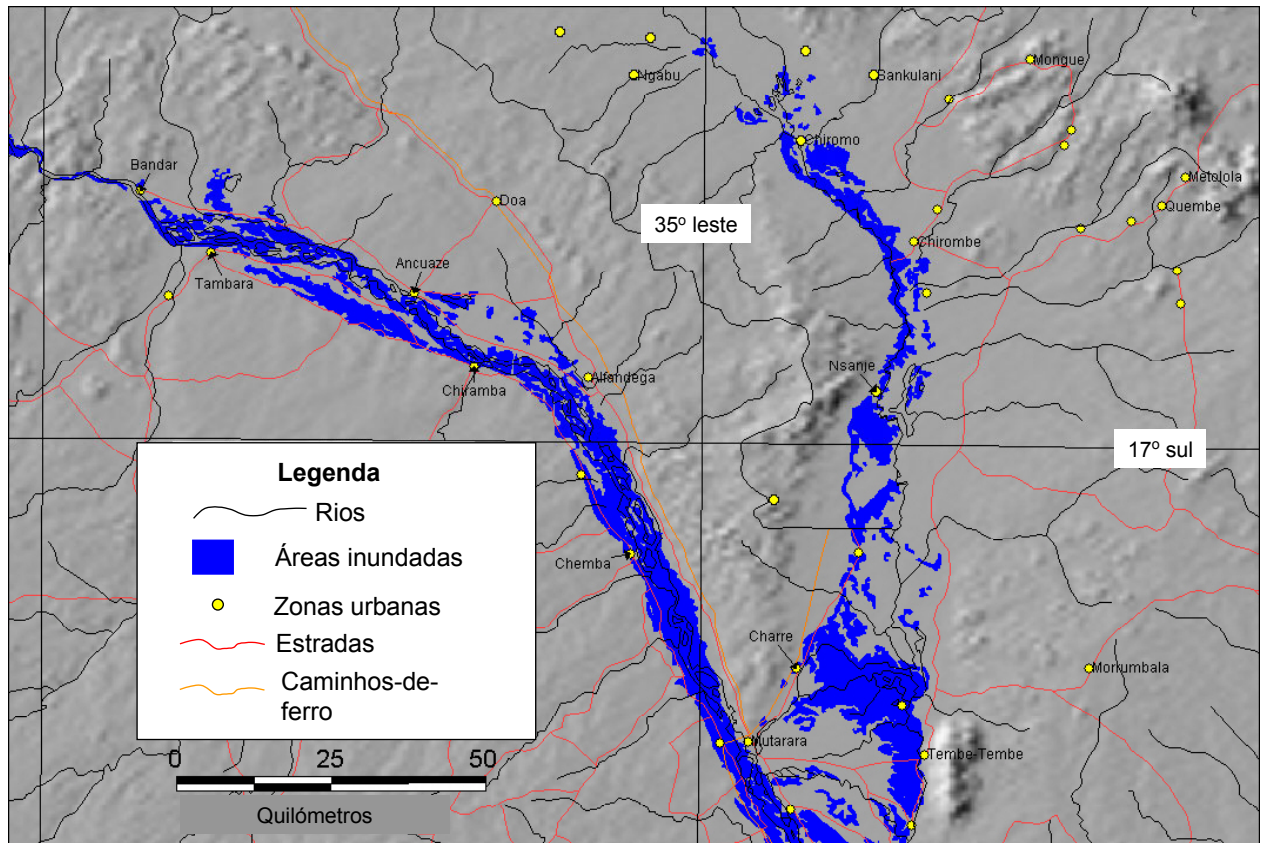 Ngabu
Sankulani
Mongue
Chiromo
Bandar
Metolola
Doa
Quembe
35º leste
Chirombe
Ancuaze
Tambara
Nsanje
Alfandega
Chiramba
17º sul
Legenda
Rios
Áreas inundadas
Zonas urbanas
Estradas
Caminhos-de-
ferro
Chemba
Charre
Morrumbala
Mutarara
Tembe-Tembe
0 25 50
Quilómetros